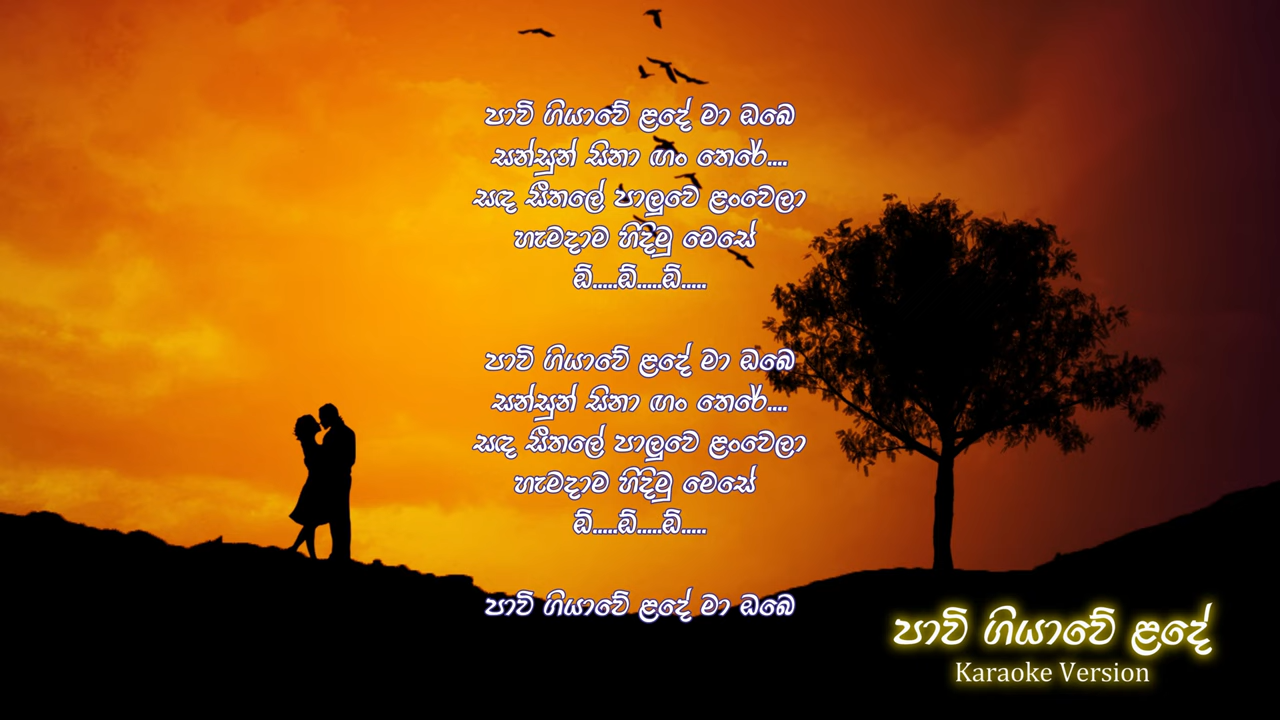 පාවි ගියාවේ ළදේ මා ඔබෙ
සන්සුන් සිනා ගං තෙරේ....
සඳ සීතලේ පාලුවෙ ළංවෙලා
හැමදාම හිඳිමු මෙසේ
ඕ.....ඕ.....ඕ.....
පාවි ගියාවේ ළදේ මා ඔබෙ
සන්සුන් සිනා ගං තෙරේ....
සඳ සීතලේ පාලුවෙ ළංවෙලා
හැමදාම හිඳිමු මෙසේ
ඕ.....ඕ.....ඕ.....
පාවි ගියාවේ ළදේ මා ඔබෙ
පාවි ගියාවේ ළදේ
Karaoke Version